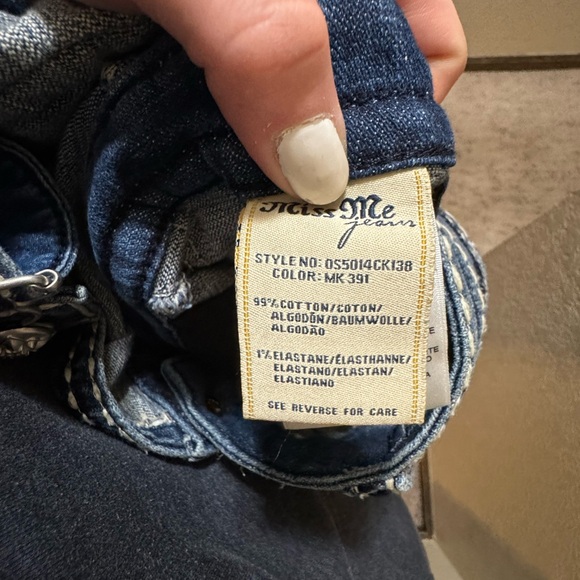 Miss Me
jeans
STYLE NO: OS5014CK138
COLOR: MK 391
99% COTTON/COTON/
ALGODÓN/BAUMWOLLE/
ALGODÃO
1% ELASTANE/ÉLASTHANNE/
ELASTANO/ELASTAN/
ELASTIANO
SEE REVERSE FOR CARE